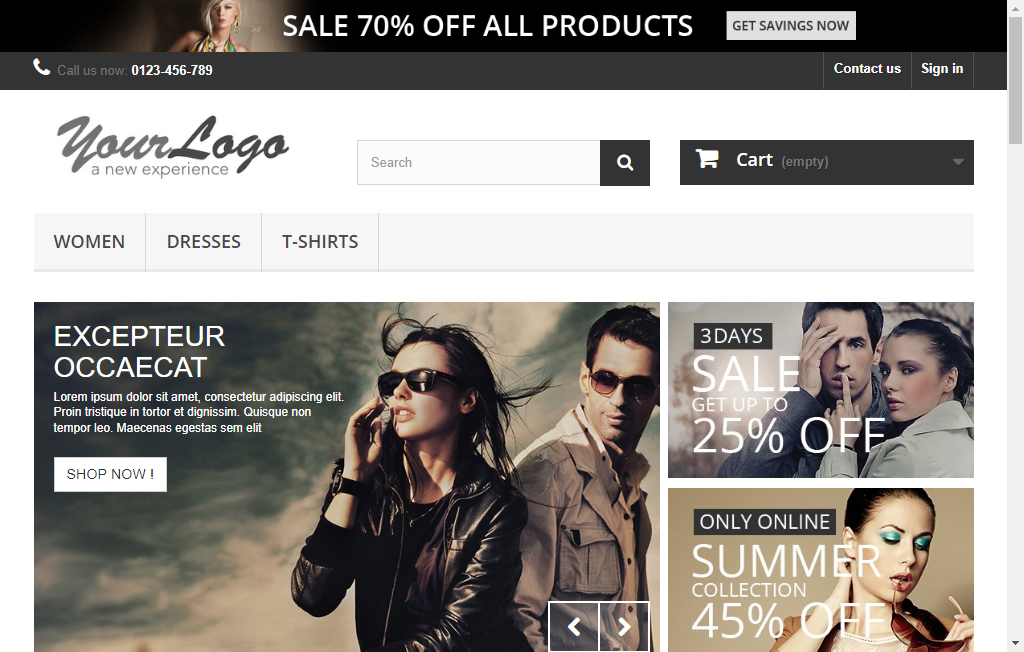 SALE 70% OFF ALL PRODUCTS GET SAVINGS NOW
Call us now: 0123-456-789 Contact us Sign in
YourLogo
a new experience
Search
Cart (empty)
WOMEN DRESSES T-SHIRTS
EXCEPTEUR
OCCAECAT
Lorem ipsum dolor sit amet, consectetur adipiscing elit.
Proin tristique in tortor et dignissim. Quisque non
tempor leo. Maecenas egestas sem elit
SHOP NOW !
3 DAYS
SALE
GET UP TO
25% OFF
ONLY ONLINE
SUMMER
COLLECTION
45% OFF